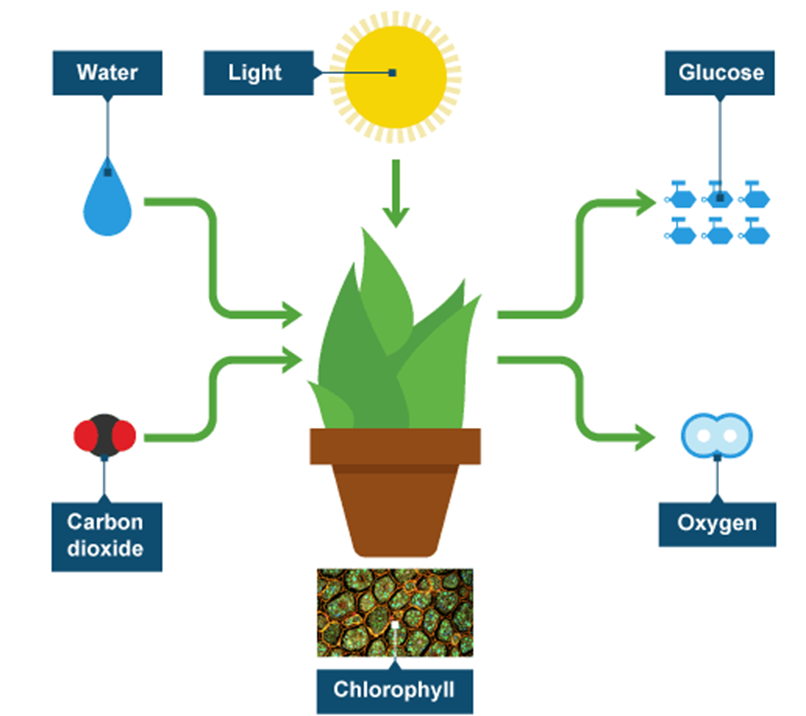 Water
Light
Glucose
Carbon
dioxide
Oxygen
Chlorophyll